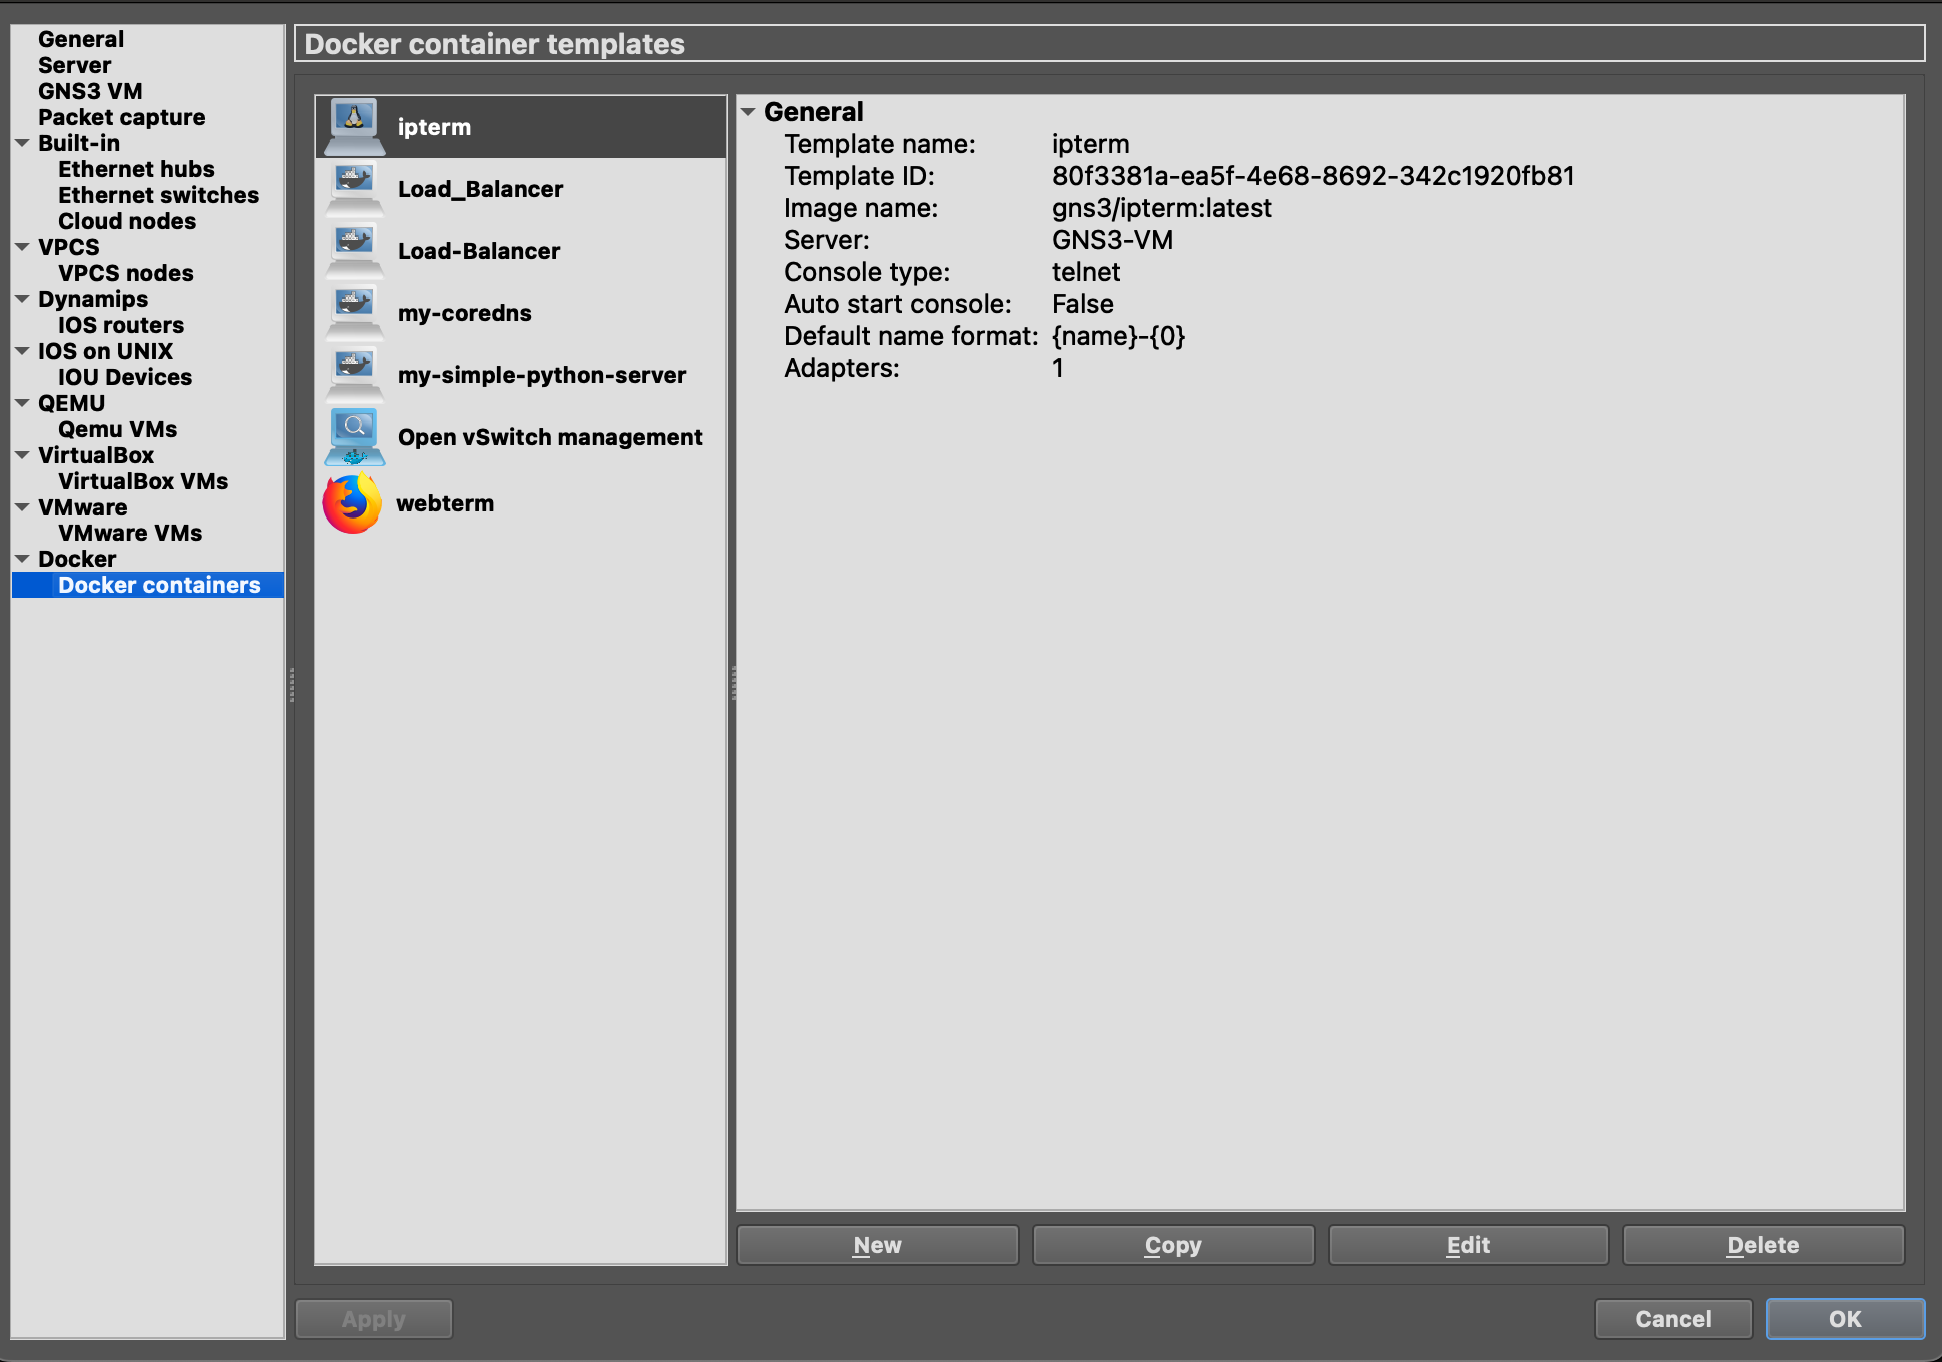 General
Server
GNS3 VM
Packet capture
Built-in
Ethernet hubs
Ethernet switches
Cloud nodes
VPCS
VPCS nodes
Dynamips
IOS routers
IOS on UNIX
IOU Devices
QEMU
Qemu VMs
VirtualBox
VirtualBox VMs
VMware
VMware VMs
Docker
Docker containers
Docker container templates
ipterm
Load_Balancer
Load-Balancer
my-coredns
my-simple-python-server
Open vSwitch management
webterm
General
Template name: ipterm
Template ID: 80f3381a-ea5f-4e68-8692-342c1920fb81
Image name: gns3/ipterm:latest
Server: GNS3-VM
Console type: telnet
Auto start console: False
Default name format: {name}-{0}
Adapters: 1
New Copy Edit Delete
Apply Cancel OK